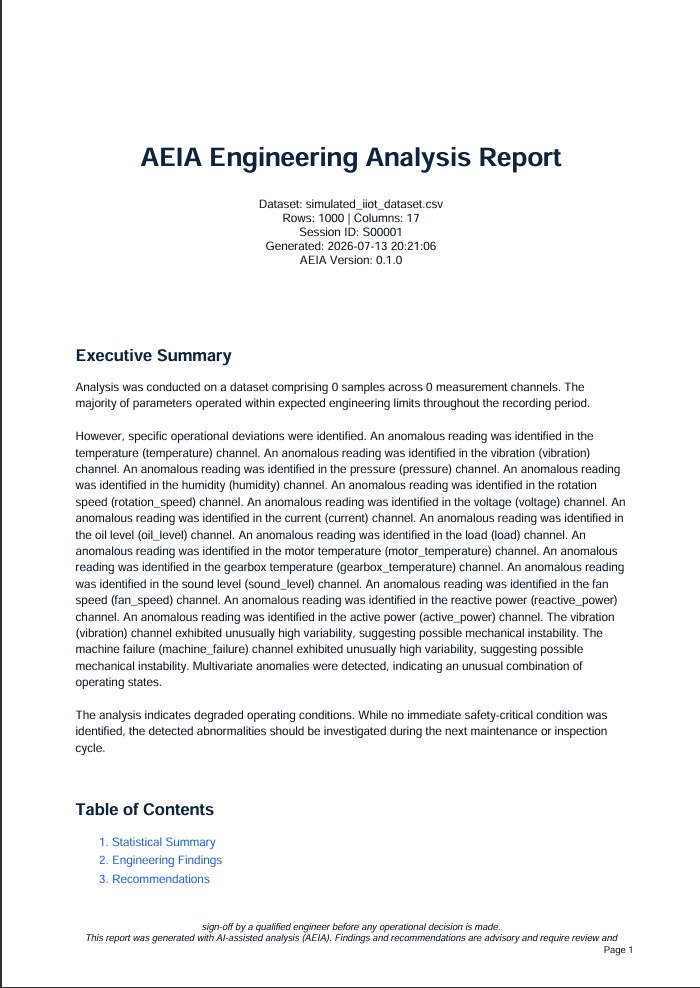 AEIA Engineering Analysis Report
Dataset: simulated_iiot_dataset.csv
Rows: 1000 | Columns: 17
Session ID: S00001
Generated: 2026-07-13 20:21:06
AEIA Version: 0.1.0
Executive Summary
Analysis was conducted on a dataset comprising 0 samples across 0 measurement channels. The
majority of parameters operated within expected engineering limits throughout the recording period.
However, specific operational deviations were identified. An anomalous reading was identified in the
temperature (temperature) channel. An anomalous reading was identified in the vibration (vibration)
channel. An anomalous reading was identified in the pressure (pressure) channel. An anomalous reading
was identified in the humidity (humidity) channel. An anomalous reading was identified in the rotation
speed (rotation_speed) channel. An anomalous reading was identified in the voltage (voltage) channel. An
anomalous reading was identified in the current (current) channel. An anomalous reading was identified in
the oil level (oil_level) channel. An anomalous reading was identified in the load (load) channel. An
anomalous reading was identified in the motor temperature (motor_temperature) channel. An anomalous
reading was identified in the gearbox temperature (gearbox_temperature) channel. An anomalous reading
was identified in the sound level (sound_level) channel. An anomalous reading was identified in the fan
speed (fan_speed) channel. An anomalous reading was identified in the reactive power (reactive_power)
channel. An anomalous reading was identified in the active power (active_power) channel. The vibration
(vibration) channel exhibited unusually high variability, suggesting possible mechanical instability. The
machine failure (machine_failure) channel exhibited unusually high variability, suggesting possible
mechanical instability. Multivariate anomalies were detected, indicating an unusual combination of
operating states.
The analysis indicates degraded operating conditions. While no immediate safety-critical condition was
identified, the detected abnormalities should be investigated during the next maintenance or inspection
cycle.
Table of Contents
1. Statistical Summary
2. Engineering Findings
3. Recommendations
sign-off by a qualified engineer before any operational decision is made.
This report was generated with AI-assisted analysis (AEIA). Findings and recommendations are advisory and require review and
Page 1